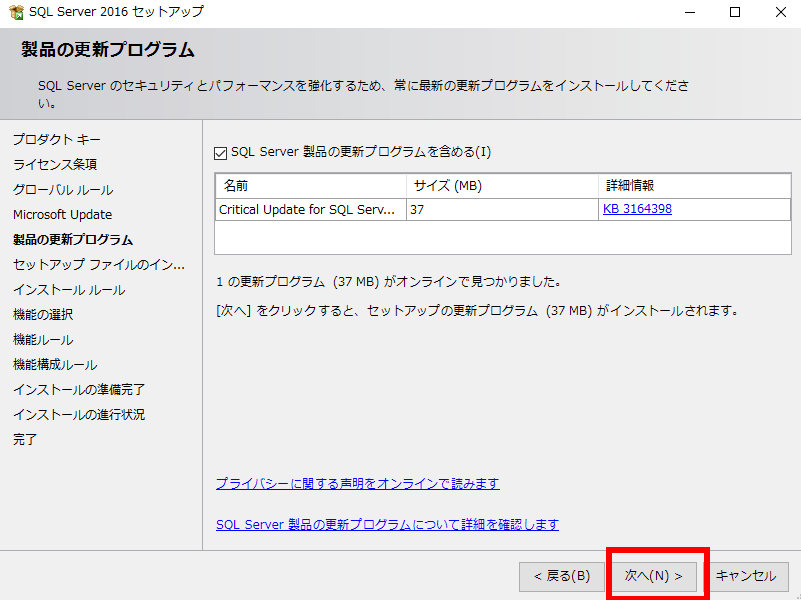 SQL Server 2016 セットアップ
製品の更新プログラム
SQL Server のセキュリティとパフォーマンスを強化するため、常に最新の更新プログラムをインストールしてくださ
い。
プロダクト キー
ライセンス条項
グローバル ルール
Microsoft Update
製品の更新プログラム
セットアップ ファイルのイン...
インストール ルール
機能の選択
機能ルール
機能構成ルール
インストールの準備完了
インストールの進行状況
完了
SQL Server 製品の更新プログラムを含める(I)
名前 サイズ (MB) 詳細情報
Critical Update for SQL Serv... 37 KB 3164398
1 の更新プログラム (37 MB) がオンラインで見つかりました。
[次へ] をクリックすると、セットアップの更新プログラム (37 MB) がインストールされます。
プライバシーに関する声明をオンラインで読みます
SQL Server 製品の更新プログラムについて詳細を確認します
< 戻る(B) 次へ(N) > キャンセル